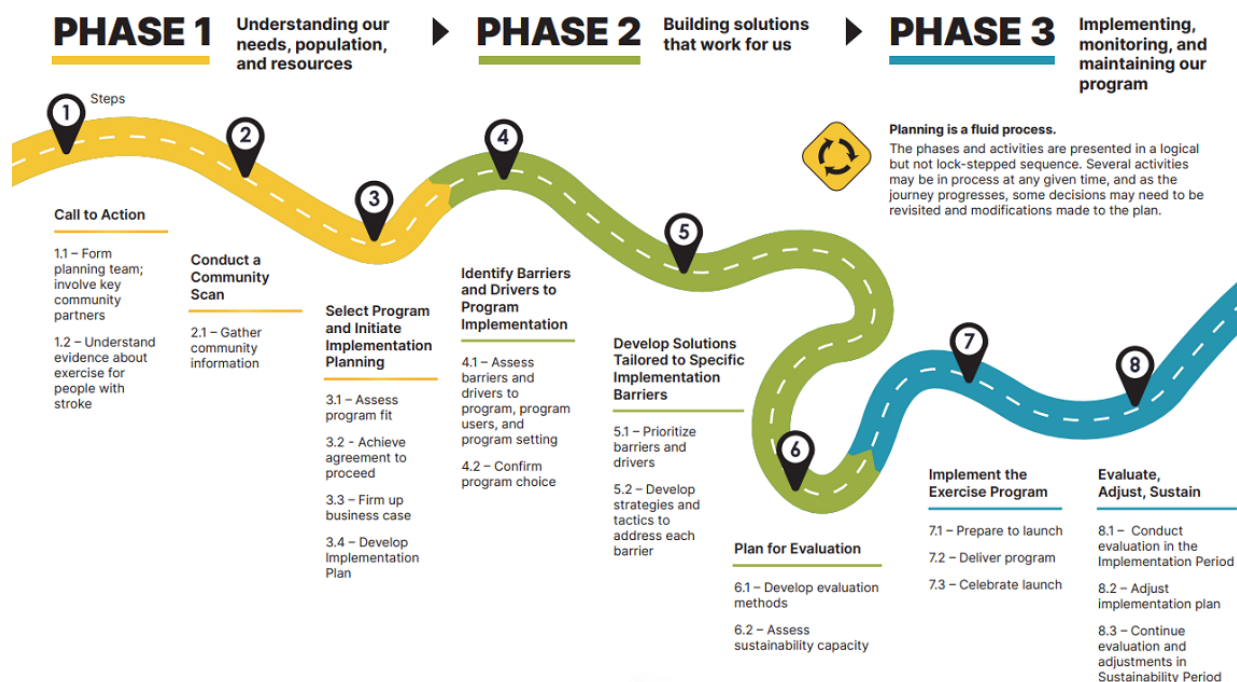 PHASE 1
Understanding our
needs, population,
and resources
PHASE 2
Building solutions
that work for us
PHASE 3
Implementing,
monitoring, and
maintaining our
program
Planning is a fluid process.
The phases and activities are presented in a logical
but not lock-stepped sequence. Several activities
may be in process at any given time, and as the
journey progresses, some decisions may need to be
revisited and modifications made to the plan.
Steps
1
Call to Action
1.1 – Form
planning team;
involve key
community
partners
1.2 – Understand
evidence about
exercise for
people with
stroke
2
Conduct a
Community
Scan
2.1 – Gather
community
information
3
Select Program
and Initiate
Implementation
Planning
3.1 – Assess
program fit
3.2 – Achieve
agreement to
proceed
3.3 – Firm up
business case
3.4 – Develop
Implementation
Plan
4
Identify Barriers
and Drivers to
Program
Implementation
4.1 – Assess
barriers and
drivers to
program, program
users, and
program setting
4.2 – Confirm
program choice
5
Develop Solutions
Tailored to Specific
Implementation
Barriers
5.1 – Prioritize
barriers and
drivers
5.2 – Develop
strategies and
tactics to
address each
barrier
6
Plan for Evaluation
6.1 – Develop evaluation
methods
6.2 – Assess
sustainability capacity
7
Implement the
Exercise Program
7.1 – Prepare to launch
7.2 – Deliver program
7.3 – Celebrate launch
8
Evaluate,
Adjust, Sustain
8.1 – Conduct
evaluation in the
Implementation Period
8.2 – Adjust
implementation plan
8.3 – Continue
evaluation and
adjustments in
Sustainability Period